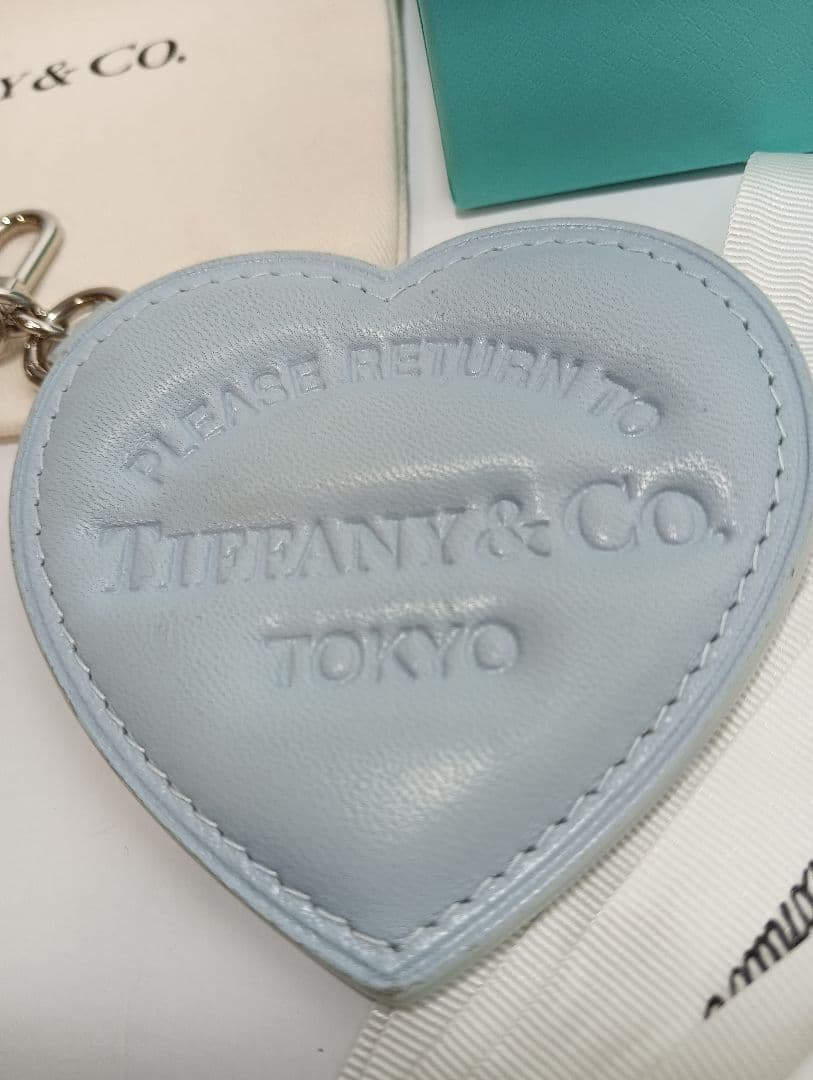 Y & CO.
PLEASE RETURN TO
TIFFANY & CO.
TOKYO